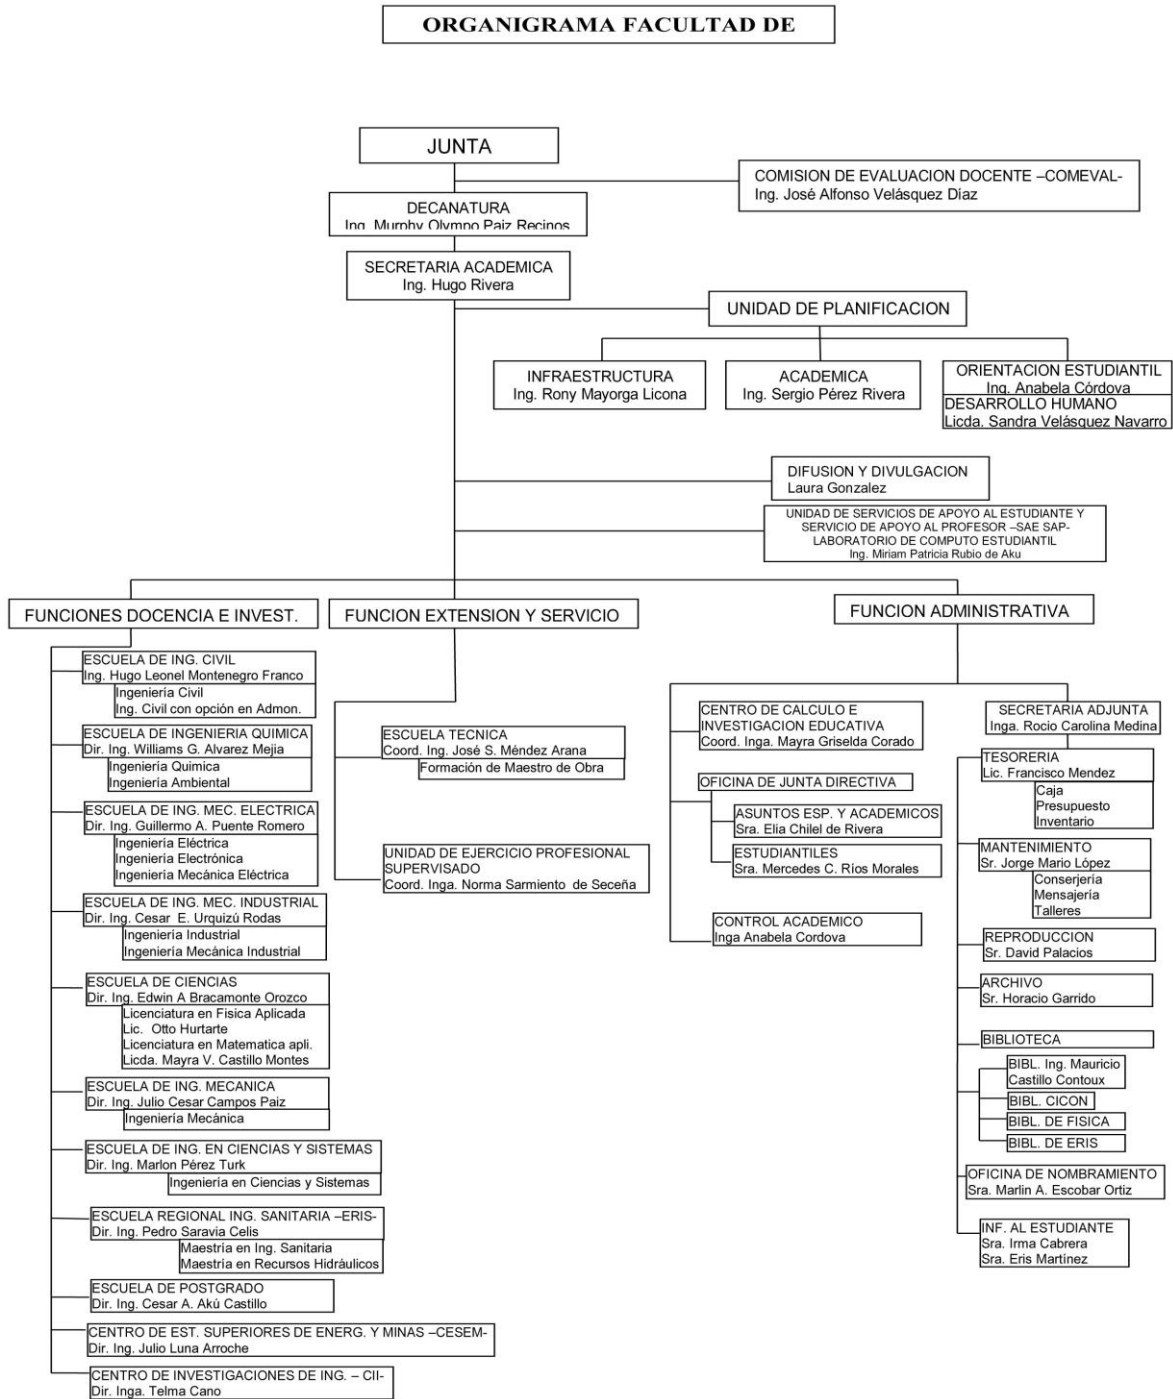 ORGANIGRAMA FACULTAD DE
JUNTA
COMISION DE EVALUACION DOCENTE –COMEVAL-
Ing. José Alfonso Velásquez Díaz
DECANATURA
Ing. Murphy Olympo Paiz Recinos
SECRETARIA ACADEMICA
Ing. Hugo Rivera
UNIDAD DE PLANIFICACION
INFRAESTRUCTURA
Ing. Rony Mayorga Licona
ACADEMICA
Ing. Sergio Pérez Rivera
ORIENTACION ESTUDIANTIL
Ing. Anabela Córdova
DESARROLLO HUMANO
Licda. Sandra Velásquez Navarro
DIFUSION Y DIVULGACION
Laura Gonzalez
UNIDAD DE SERVICIOS DE APOYO AL ESTUDIANTE Y
SERVICIO DE APOYO AL PROFESOR –SAE SAP-
LABORATORIO DE COMPUTO ESTUDIANTIL
Ing. Miriam Patricia Rubio de Aku
FUNCIONES DOCENCIA E INVEST.
ESCUELA DE ING. CIVIL
Ing. Hugo Leonel Montenegro Franco
Ingeniería Civil
Ing. Civil con opción en Admon.
ESCUELA DE INGENIERIA QUIMICA
Dir. Ing. Williams G. Alvarez Mejia
Ingeniería Quimica
Ingeniería Ambiental
ESCUELA DE ING. MEC. ELECTRICA
Dir. Ing. Guillermo A. Puente Romero
Ingeniería Eléctrica
Ingeniería Electrónica
Ingeniería Mecánica Eléctrica
ESCUELA DE ING. MEC. INDUSTRIAL
Dir. Ing. Cesar E. Urquizú Rodas
Ingeniería Industrial
Ingeniería Mecánica Industrial
ESCUELA DE CIENCIAS
Dir. Ing. Edwin A Bracamonte Orozco
Licenciatura en Fisica Aplicada
Lic. Otto Hurtarte
Licenciatura en Matematica apli.
Licda. Mayra V. Castillo Montes
ESCUELA DE ING. MECANICA
Dir. Ing. Julio Cesar Campos Paiz
Ingeniería Mecánica
ESCUELA DE ING. EN CIENCIAS Y SISTEMAS
Dir. Ing. Marlon Pérez Turk
Ingeniería en Ciencias y Sistemas
ESCUELA REGIONAL ING. SANITARIA –ERIS-
Dir. Ing. Pedro Saravia Celis
Maestría en Ing. Sanitaria
Maestría en Recursos Hidráulicos
ESCUELA DE POSTGRADO
Dir. Ing. Cesar A. Akú Castillo
CENTRO DE EST. SUPERIORES DE ENERG. Y MINAS –CESEM-
Dir. Ing. Julio Luna Arroche
CENTRO DE INVESTIGACIONES DE ING. – CII-
Dir. Inga. Telma Cano
FUNCION EXTENSION Y SERVICIO
ESCUELA TECNICA
Coord. Ing. José S. Méndez Arana
Formación de Maestro de Obra
UNIDAD DE EJERCICIO PROFESIONAL
SUPERVISADO
Coord. Inga. Norma Sarmiento de Seceña
FUNCION ADMINISTRATIVA
CENTRO DE CALCULO E
INVESTIGACION EDUCATIVA
Coord. Inga. Mayra Griselda Corado
OFICINA DE JUNTA DIRECTIVA
ASUNTOS ESP. Y ACADEMICOS
Sra. Elia Chilel de Rivera
ESTUDIANTILES
Sra. Mercedes C. Ríos Morales
CONTROL ACADEMICO
Inga Anabela Cordova
SECRETARIA ADJUNTA
Inga. Rocio Carolina Medina
TESORERIA
Lic. Francisco Mendez
Caja
Presupuesto
Inventario
MANTENIMIENTO
Sr. Jorge Mario López
Conserjería
Mensajería
Talleres
REPRODUCCION
Sr. David Palacios
ARCHIVO
Sr. Horacio Garrido
BIBLIOTECA
BIBL. Ing. Mauricio
Castillo Contoux
BIBL. CICON
BIBL. DE FISICA
BIBL. DE ERIS
OFICINA DE NOMBRAMIENTO
Sra. Marlin A. Escobar Ortiz
INF. AL ESTUDIANTE
Sra. Irma Cabrera
Sra. Eris Martínez